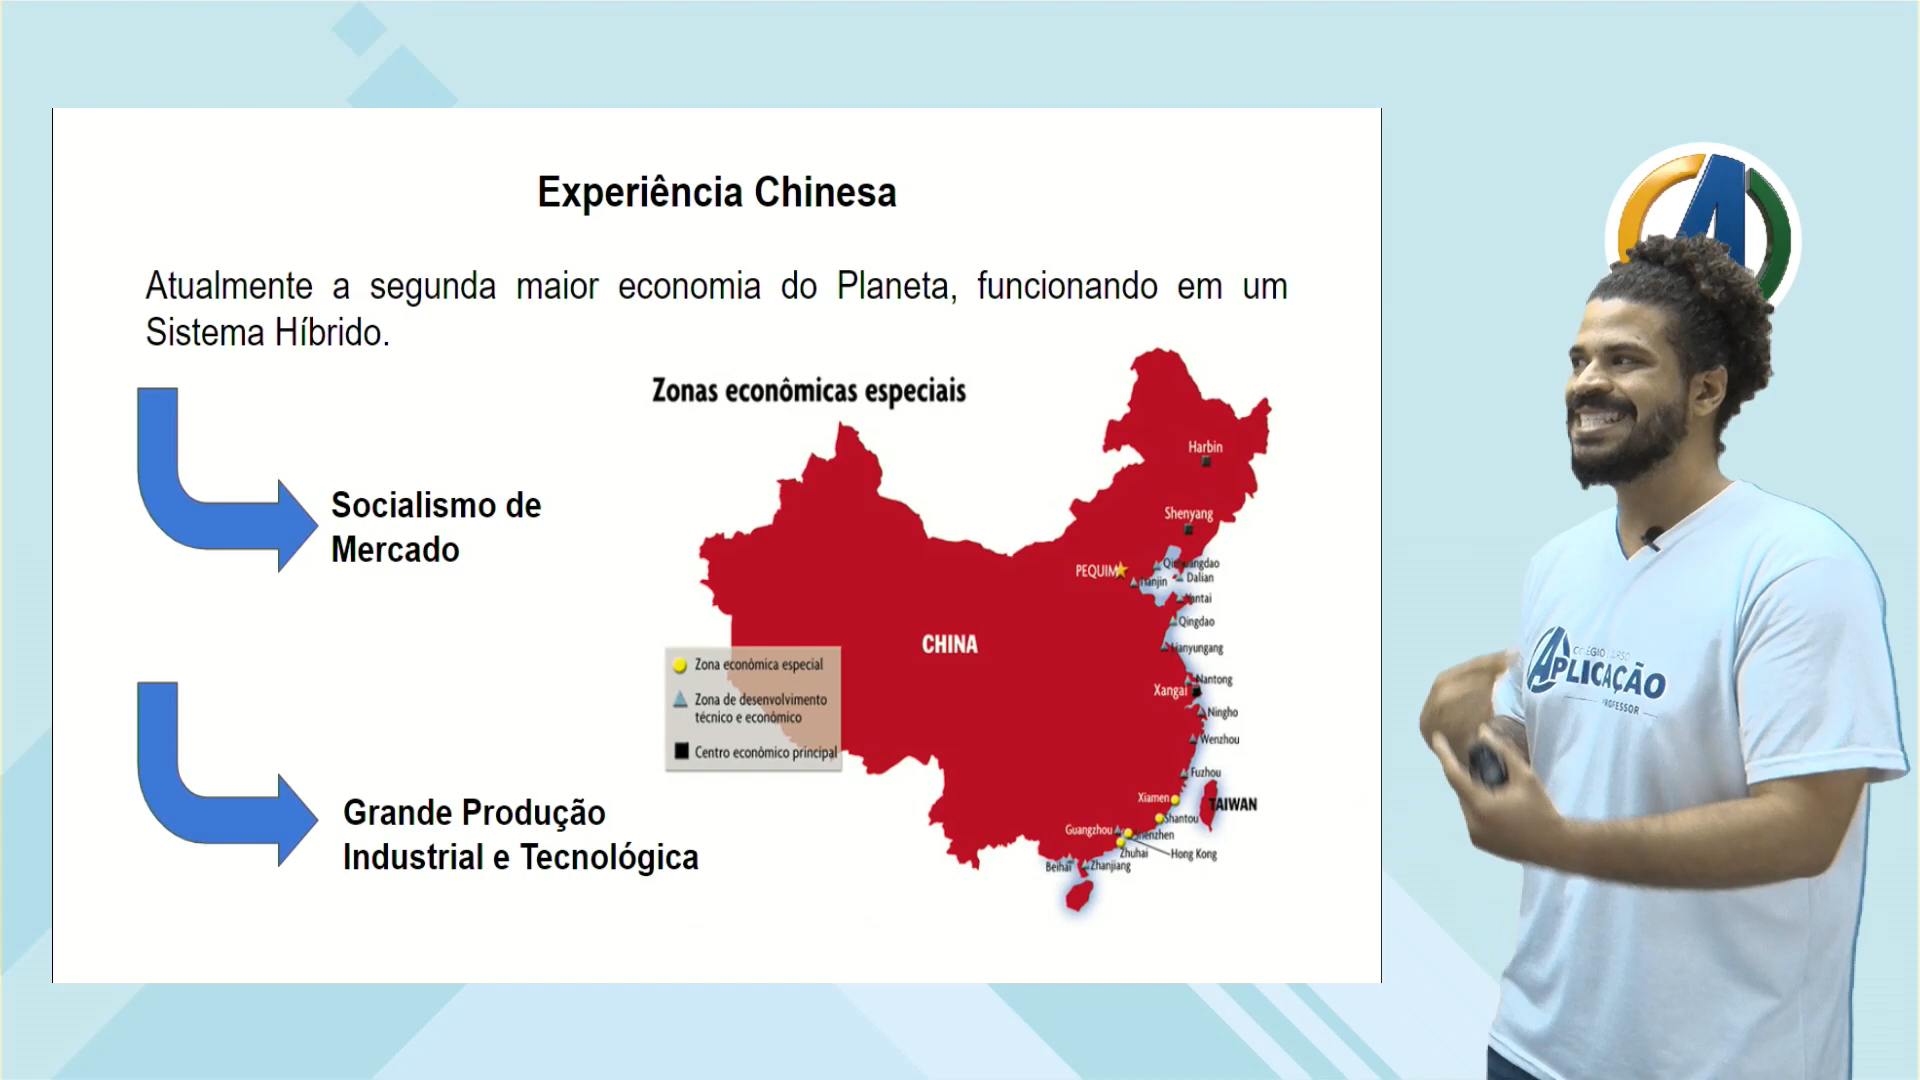 Experiência Chinesa
Atualmente a segunda maior economia do Planeta, funcionando em um
Sistema Híbrido.
Zonas econômicas especiais
Socialismo de
Mercado
Grande Produção
Industrial e Tecnológica
Harbin
Shenyang
PEQUIM
Dalian
Qingdao
CHINA
Nantong
Xangai
Ningho
Wenzhou
Fuzhou
Xiamen
TAIWAN
Shantou
Guangzhou
Zhuhai
Hong Kong
Beihai
Zhanjiang
Zona econômica especial
Zona de desenvolvimento
técnico e econômico
Centro econômico principal
APLICAÇÃO
PROFESSOR